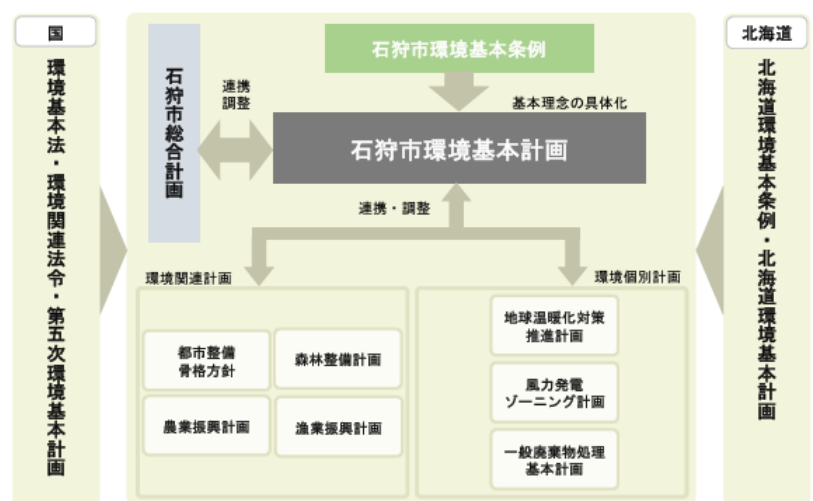 国
環境基本法・環境関連法令・第五次環境基本計画
石狩市総合計画
連携
調整
石狩市環境基本条例
基本理念の具体化
石狩市環境基本計画
連携・調整
環境関連計画
都市整備
骨格方針
森林整備計画
農業振興計画
漁業振興計画
環境個別計画
地球温暖化対策
推進計画
風力発電
ゾーニング計画
一般廃棄物処理
基本計画
北海道
北海道環境基本条例・北海道環境基本計画